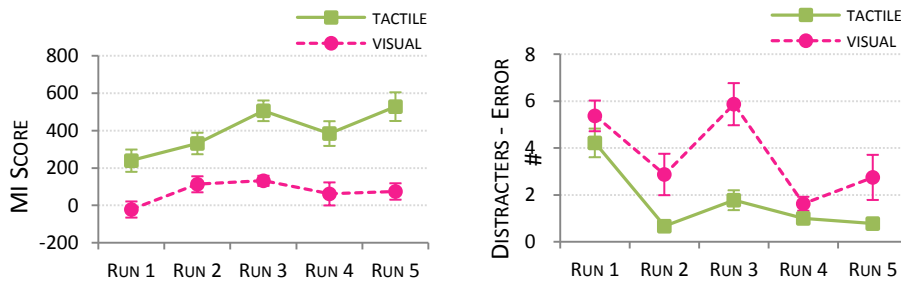 TACTILE
VISUAL
MI SCORE
800
600
400
200
0
-200
RUN 1 RUN 2 RUN 3 RUN 4 RUN 5
TACTILE
VISUAL
DISTRACTERS - ERROR
#
8
6
4
2
0
RUN 1 RUN 2 RUN 3 RUN 4 RUN 5